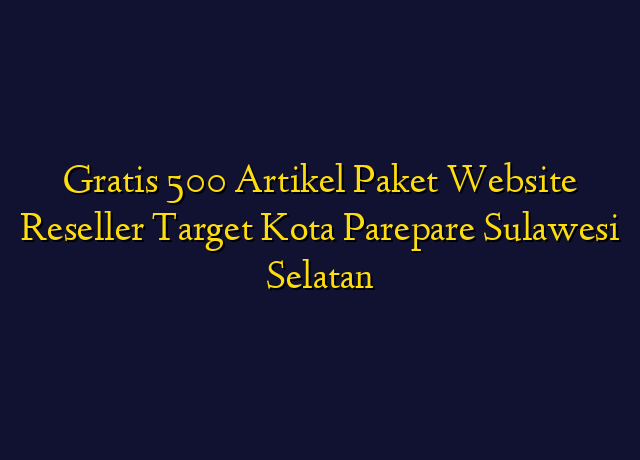 Gratis 500 Artikel Paket Website
Reseller Target Kota Parepare Sulawesi
Selatan